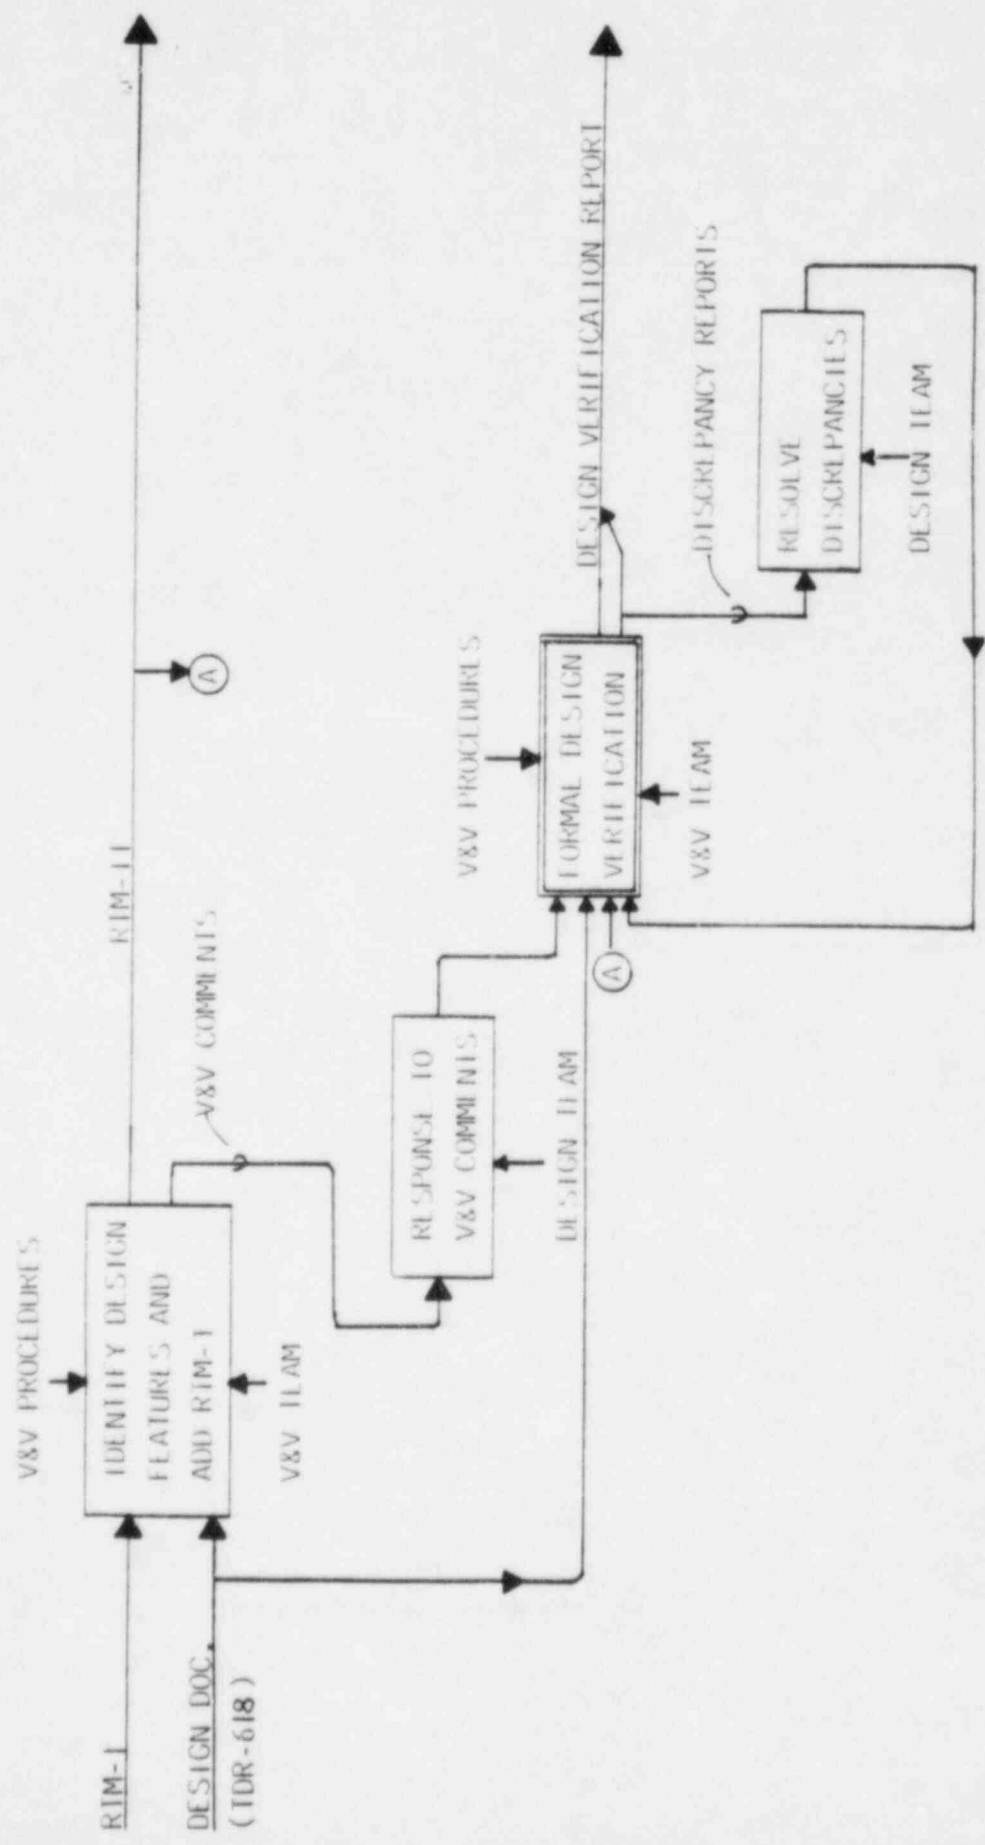 V&V PROCEDURES
RTM-I
DESIGN DOC.
(TDR-618)
IDENTIFY DESIGN
FEATURES AND
ADD RTM-I
V&V TEAM
RTM-II
A
V&V COMMENTS
RESPONSE TO
V&V COMMENTS
DESIGN TEAM
V&V PROCEDURES
FORMAL DESIGN
VERIFICATION
V&V TEAM
A
DESIGN VERIFICATION REPORT
DISCREPANCY REPORTS
RESOLVE
DISCREPANCIES
DESIGN TEAM